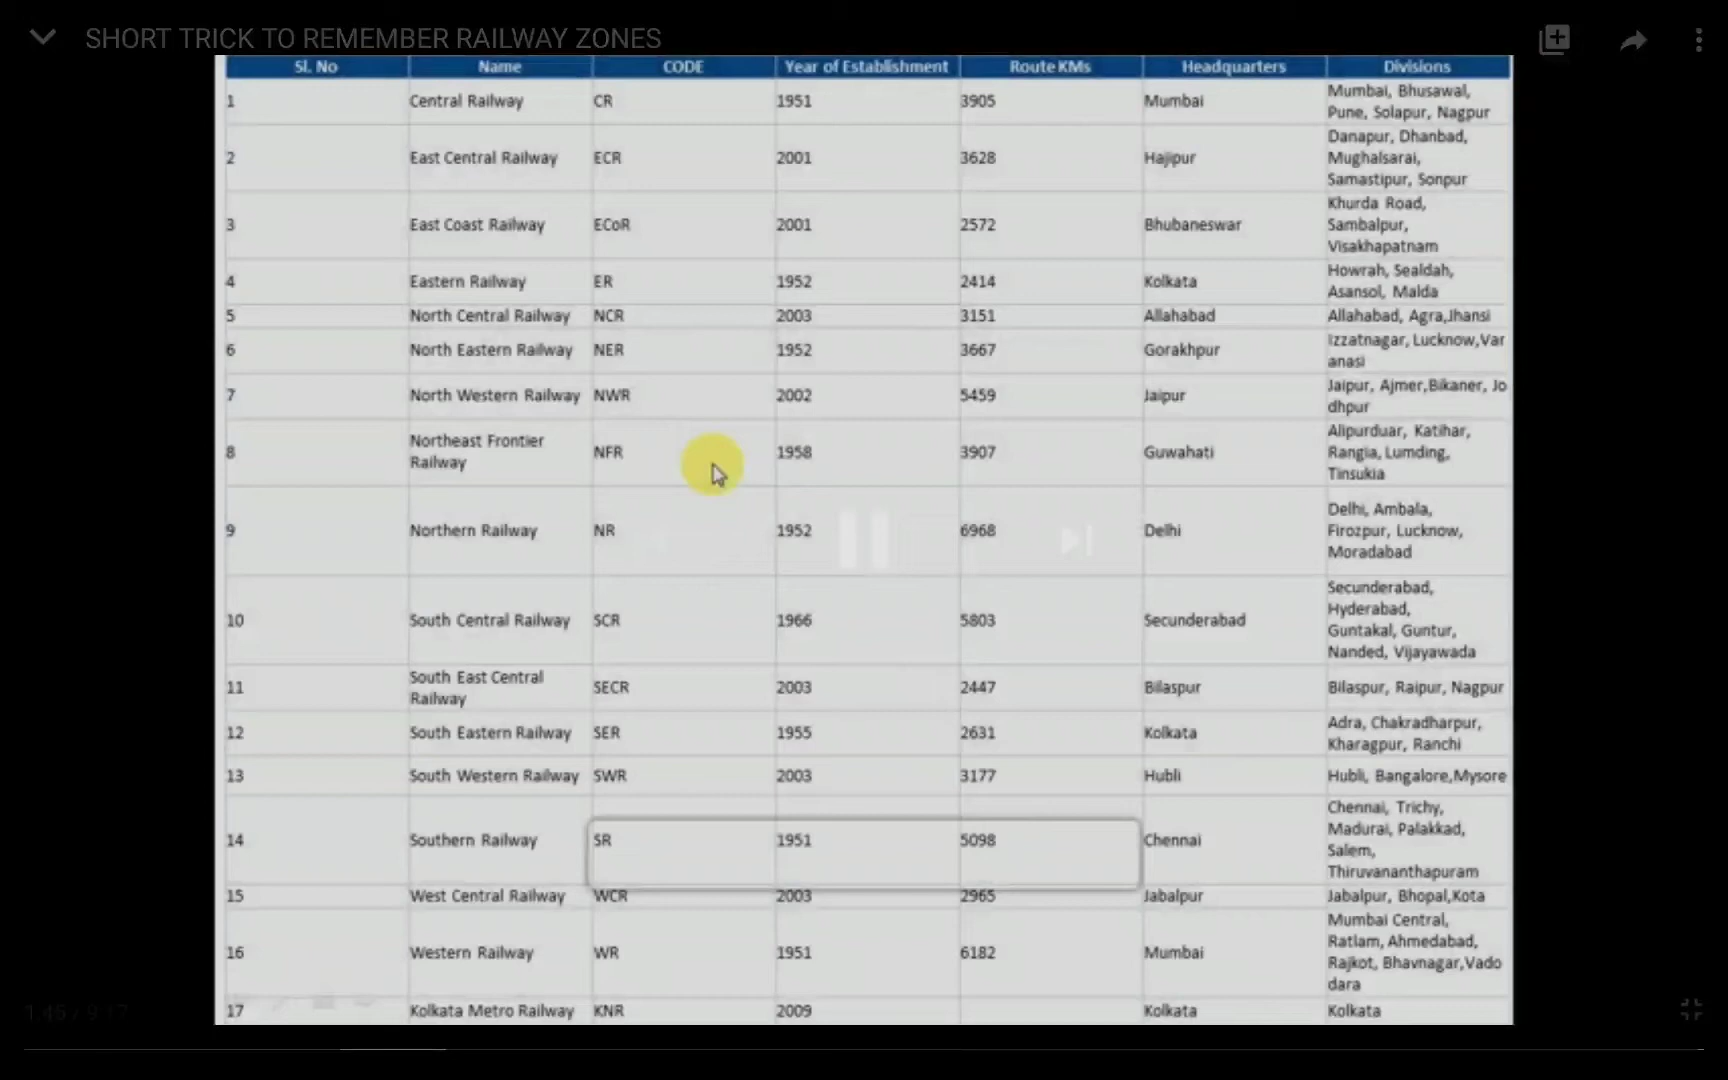 SHORT TRICK TO REMEMBER RAILWAY ZONES
Sl. No Name CODE Year of Establishment Route KMs Headquarters Divisions
1 Central Railway CR 1951 3905 Mumbai Mumbai, Bhusawal,
Pune, Solapur, Nagpur
2 East Central Railway ECR 2001 3628 Hajipur Danapur, Dhanbad,
Mughalsarai,
Samastipur, Sonpur
3 East Coast Railway ECoR 2001 2572 Bhubaneswar Khurda Road,
Sambalpur,
Visakhapatnam
4 Eastern Railway ER 1952 2414 Kolkata Howrah, Sealdah,
Asansol, Malda
5 North Central Railway NCR 2003 3151 Allahabad Allahabad, Agra,Jhansi
6 North Eastern Railway NER 1952 3667 Gorakhpur Izzatnagar, Lucknow,Var
anasi
7 North Western Railway NWR 2002 5459 Jaipur Jaipur, Ajmer,Bikaner, Jo
dhpur
8 Northeast Frontier
Railway NFR 1958 3907 Guwahati Alipurduar, Katihar,
Rangia, Lumding,
Tinsukia
9 Northern Railway NR 1952 6968 Delhi Delhi, Ambala,
Firozpur, Lucknow,
Moradabad
10 South Central Railway SCR 1966 5803 Secunderabad Secunderabad,
Hyderabad,
Guntakal, Guntur,
Nanded, Vijayawada
11 South East Central
Railway SECR 2003 2447 Bilaspur Bilaspur, Raipur, Nagpur
12 South Eastern Railway SER 1955 2631 Kolkata Adra, Chakradharpur,
Kharagpur, Ranchi
13 South Western Railway SWR 2003 3177 Hubli Hubli, Bangalore,Mysore
14 Southern Railway SR 1951 5098 Chennai Chennai, Trichy,
Madurai, Palakkad,
Salem,
Thiruvananthapuram
15 West Central Railway WCR 2003 2965 Jabalpur Jabalpur, Bhopal,Kota
16 Western Railway WR 1951 6182 Mumbai Mumbai Central,
Ratlam, Ahmedabad,
Rajkot, Bhavnagar,Vado
dara
17 Kolkata Metro Railway KNR 2009 Kolkata Kolkata